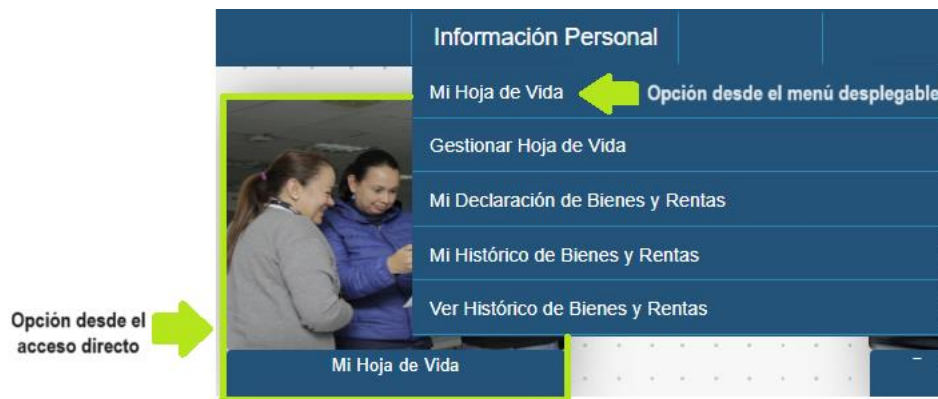 Información Personal
Mi Hoja de Vida
Opción desde el menú desplegable
Gestionar Hoja de Vida
Mi Declaración de Bienes y Rentas
Mi Histórico de Bienes y Rentas
Ver Histórico de Bienes y Rentas
Opción desde el
acceso directo
Mi Hoja de Vida